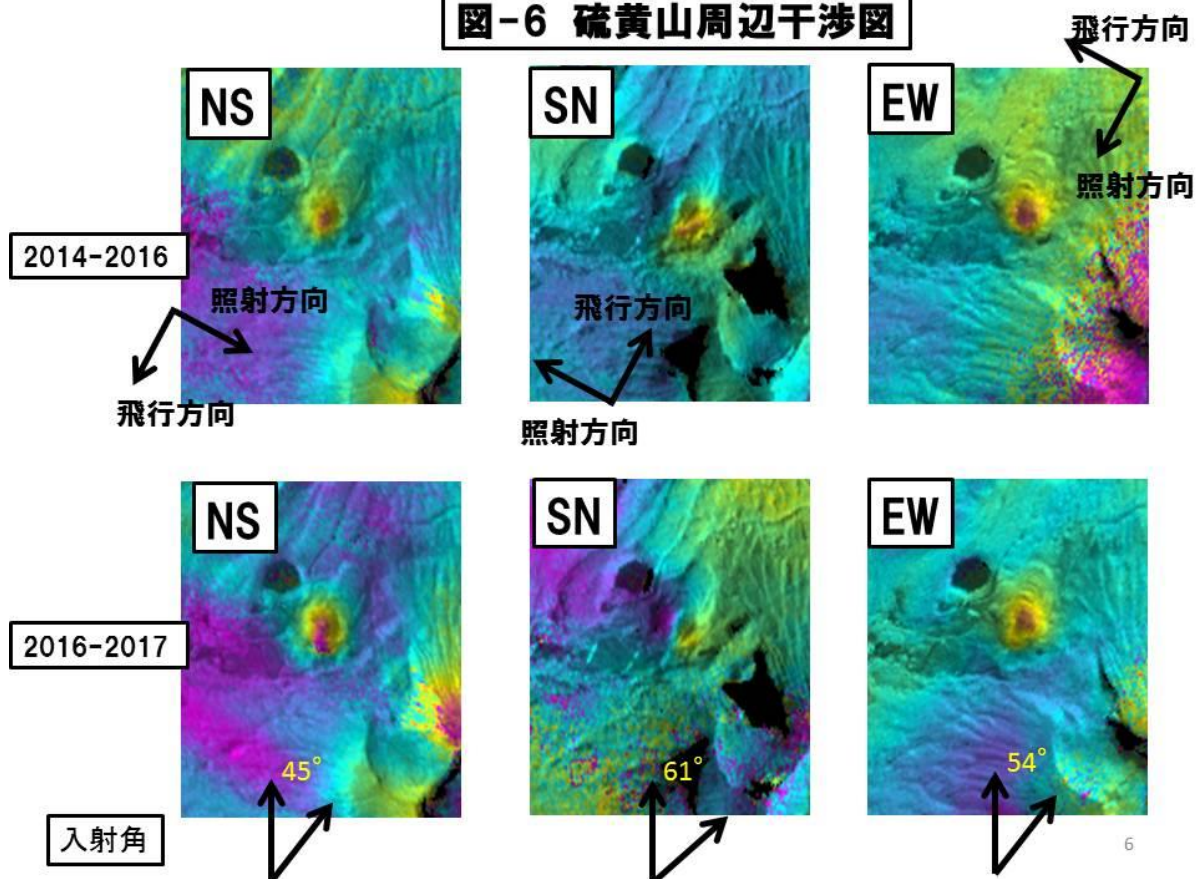 図-6 硫黄山周辺干渉図
飛行方向
NS
SN
EW
照射方向
2014-2016
照射方向
飛行方向
飛行方向
照射方向
NS
SN
EW
2016-2017
45°
61°
54°
入射角
6